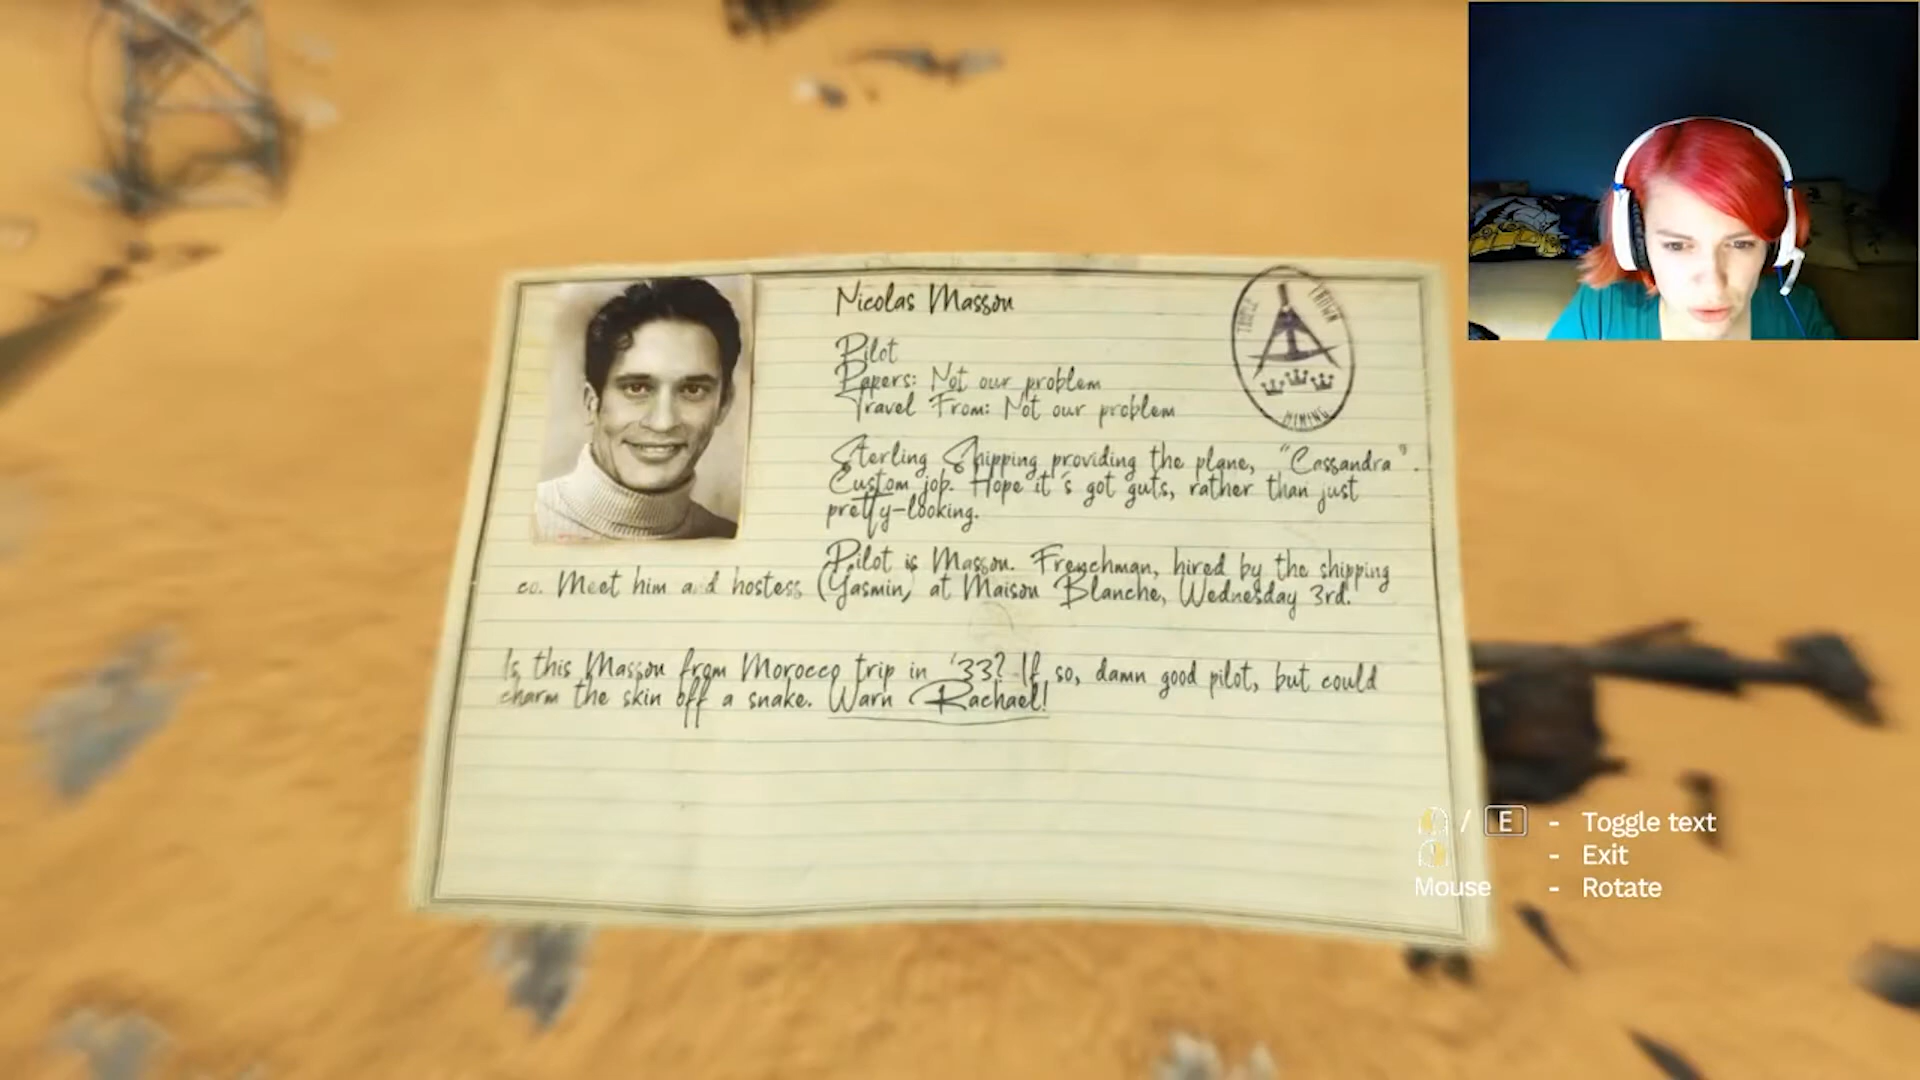 Nicolas Masson
TRIPLE CROWN
MINING
Pilot
Papers: Not our problem
Travel From: Not our problem
Sterling Shipping providing the plane, "Cassandra".
Custom job. Hope it's got guts, rather than just
pretty-looking.
Pilot is Masson. Frenchman, hired by the shipping
co. Meet him and hostess (Yasmin) at Maison Blanche, Wednesday 3rd.
Is this Masson from Morocco trip in '33? If so, damn good pilot, but could
charm the skin off a snake. Warn Rachael!
/ E - Toggle text
- Exit
Mouse - Rotate